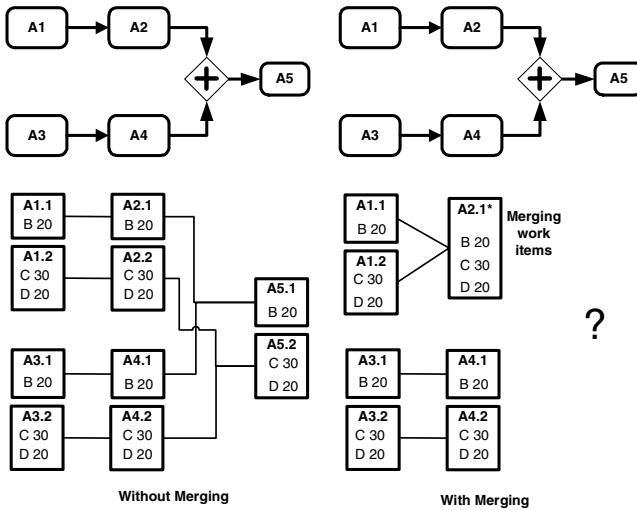 A1 A2 A1 A2
A5 A5
A3 A4 A3 A4
A1.1 A2.1 A1.1 A2.1*
B 20 B 20 B 20 Merging
work
items
A1.2 A2.2 A1.2 B 20
C 30 C 30 C 30 C 30
D 20 D 20 D 20 D 20
A5.1
B 20
A5.2
C 30
D 20
?
A3.1 A4.1 A3.1 A4.1
B 20 B 20 B 20 B 20
A3.2 A4.2 A3.2 A4.2
C 30 C 30 C 30 C 30
D 20 D 20 D 20 D 20
Without Merging With Merging